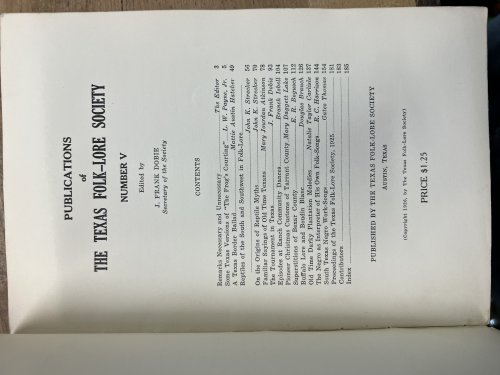 PUBLICATIONS
of
THE TEXAS FOLK-LORE SOCIETY
NUMBER V
Edited by
J. FRANK DOBIE
Secretary of the Society
CONTENTS
Remarks Necessary and Unnecessary The Editor 3
Some Texas Versions of "The Frog's Courting" L. W. Payne, Jr. 5
A Texas Border Ballad Mattie Austin Hatcher 49
Reptiles of the South and Southwest in Folk-Lore
John K. Strecker 56
On the Origins of Reptile Myths John K. Strecker 70
Familiar Sayings of Old Time Texans Mary Jourdan Atkinson 78
The Tournament in Texas J. Frank Dobie 93
Episodes at Ranch Community Dances Branch Isbell 104
Pioneer Christmas Customs of Tarrant County Mary Daggett Lake 107
Superstitions of Bexar County E. R. Bogusch 112
Buffalo Lore and Boudin Blanc Douglas Branch 126
Old Time Darky Plantation Melodies Natalie Taylor Carlisle 137
The Negro as Interpreter of His Own Folk-Songs R. C. Harrison 144
South Texas Negro Work-Songs Gates Thomas 154
Proceedings of the Texas Folk-Lore Society, 1925 181
Contributors 183
Index 185
PUBLISHED BY THE TEXAS FOLK-LORE SOCIETY
AUSTIN, TEXAS
(Copyright 1926, by The Texas Folk-Lore Society)
PRICE $1.25